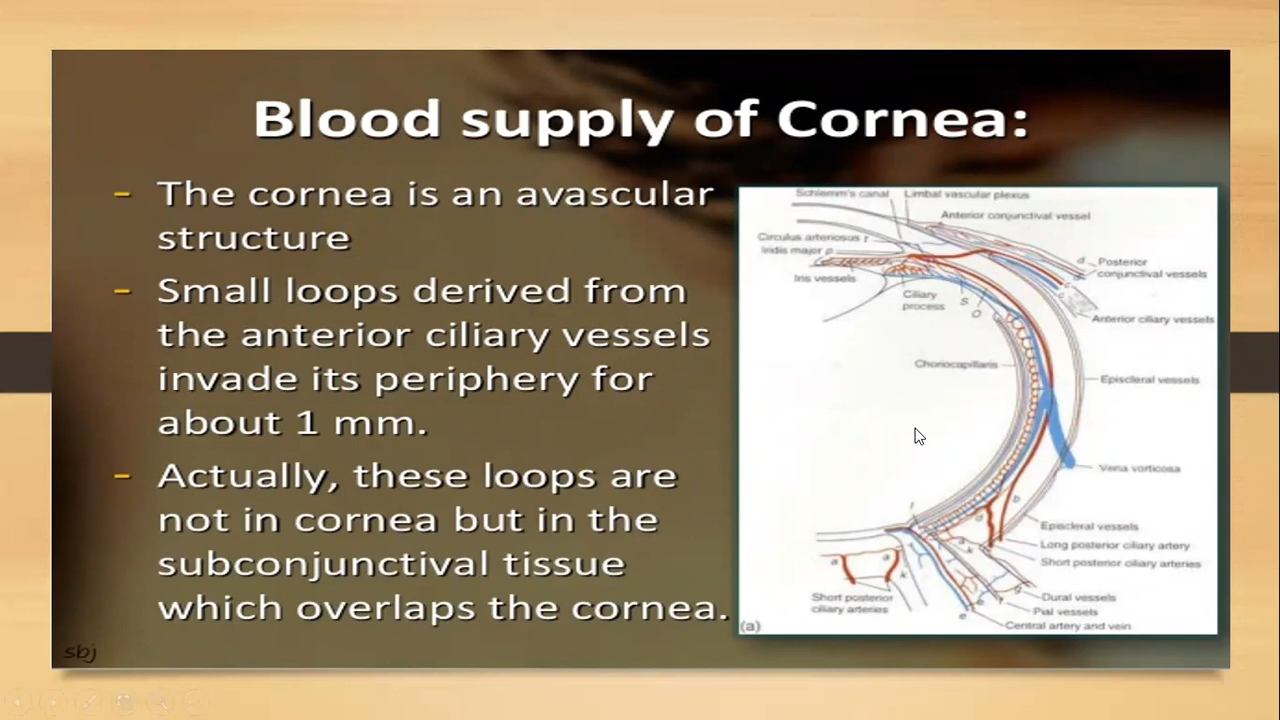 Blood supply of Cornea:
- The cornea is an avascular
structure
- Small loops derived from
the anterior ciliary vessels
invade its periphery for
about 1 mm.
- Actually, these loops are
not in cornea but in the
subconjunctival tissue
which overlaps the cornea.
Schlemm's canal
Limbal vascular plexus
Anterior conjunctival vessel
Circulus arteriosus r
Iridis major p
Iris vessels
Ciliary
process
S
O
d
Posterior
conjunctival vessels
c
Anterior ciliary vessels
Choriocapillaris
Episcleral vessels
Vena vorticosa
b
Episcleral vessels
Long posterior ciliary artery
Short posterior ciliary arteries
a
a
k
k
Short posterior
ciliary arteries
Dural vessels
Pial vessels
e
Central artery and vein
(a)
sbj